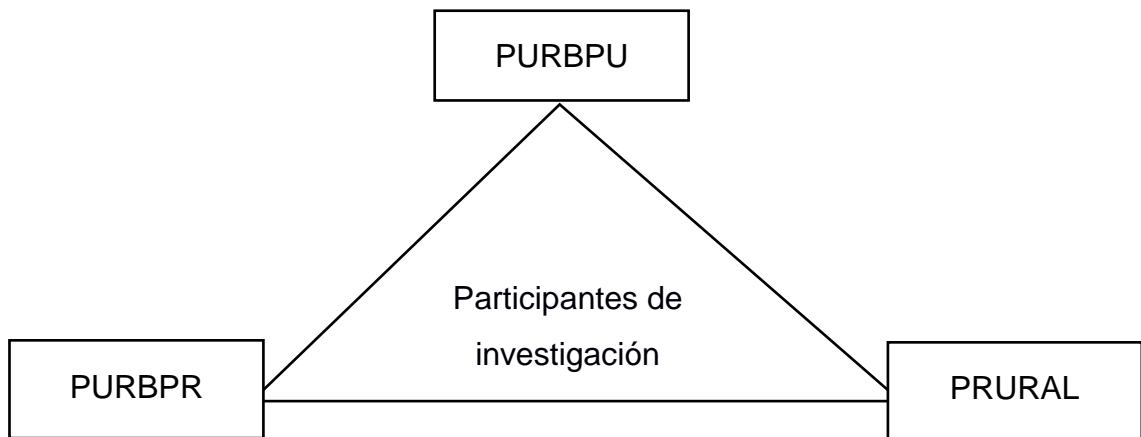 PURBPU
Participantes de
investigación
PURBPR
PRURAL